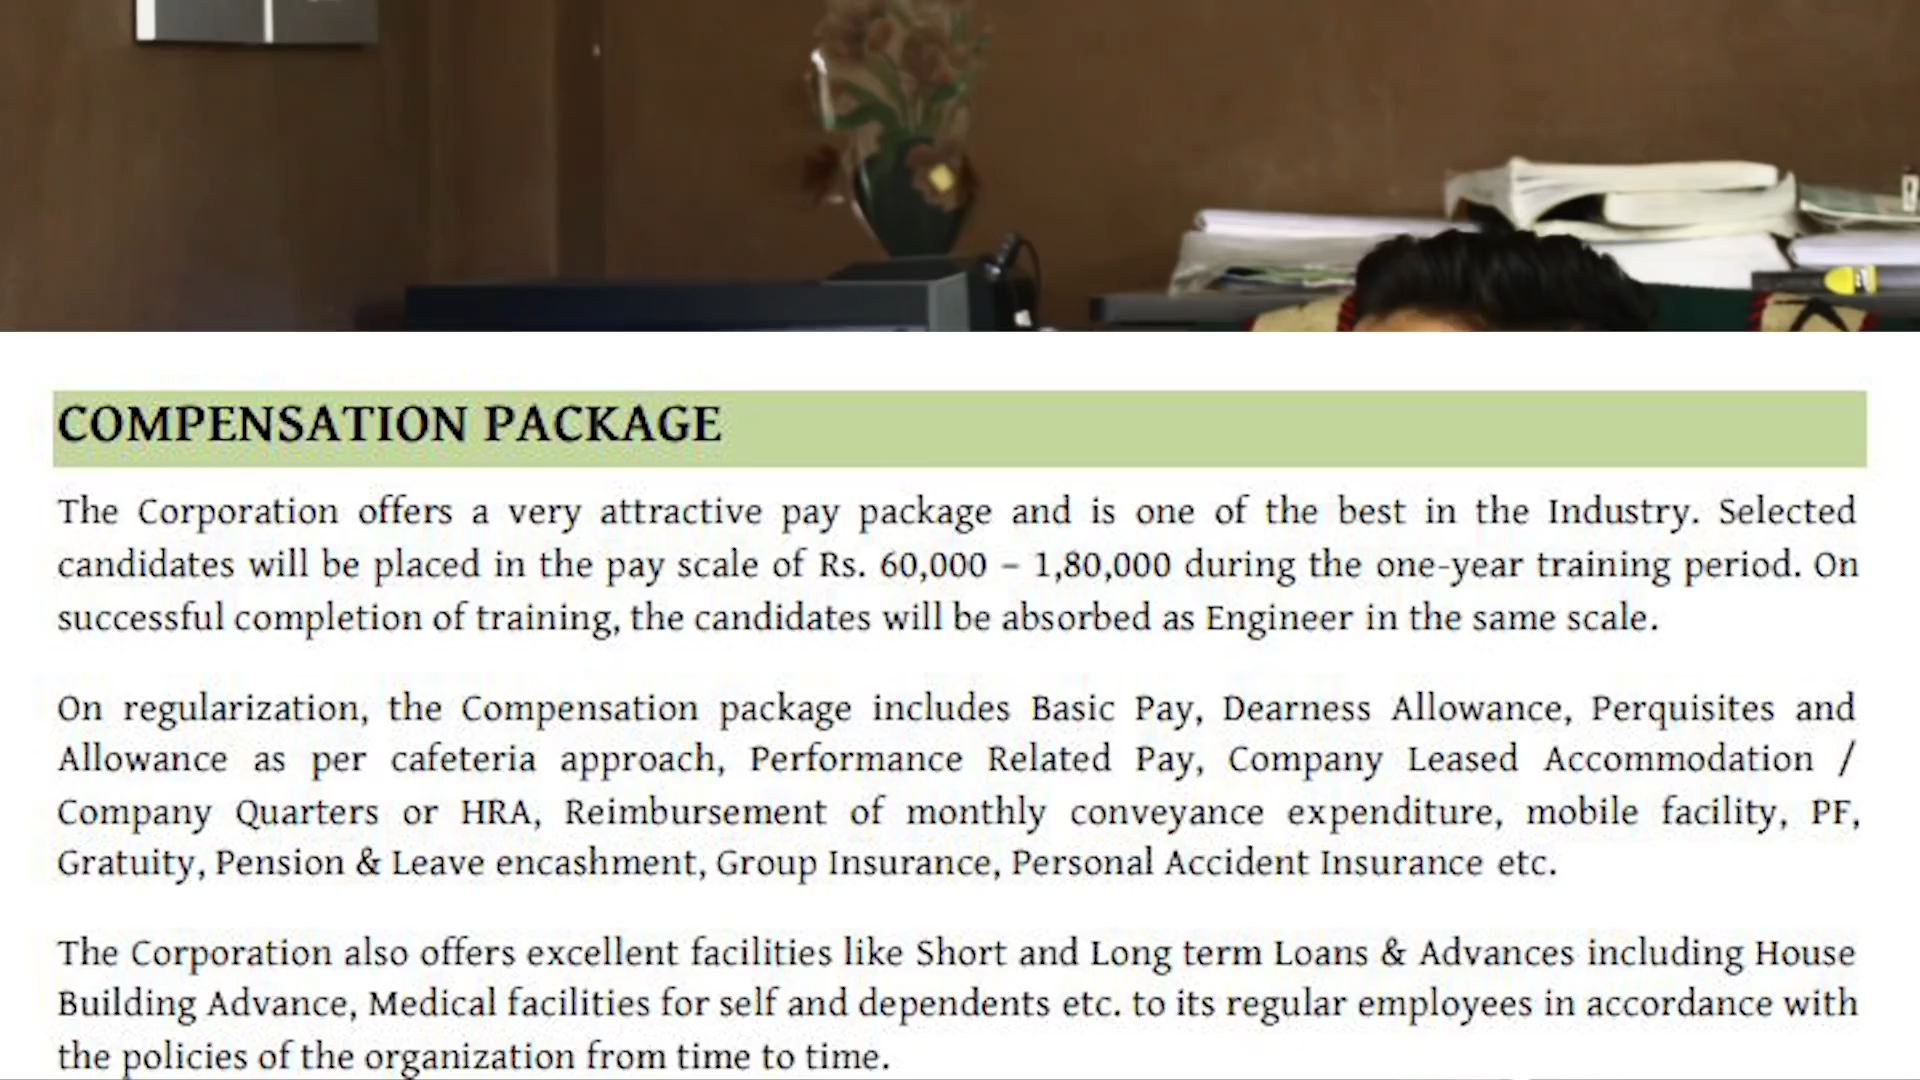 COMPENSATION PACKAGE
The Corporation offers a very attractive pay package and is one of the best in the Industry. Selected
candidates will be placed in the pay scale of Rs. 60,000 – 1,80,000 during the one-year training period. On
successful completion of training, the candidates will be absorbed as Engineer in the same scale.
On regularization, the Compensation package includes Basic Pay, Dearness Allowance, Perquisites and
Allowance as per cafeteria approach, Performance Related Pay, Company Leased Accommodation /
Company Quarters or HRA, Reimbursement of monthly conveyance expenditure, mobile facility, PF,
Gratuity, Pension & Leave encashment, Group Insurance, Personal Accident Insurance etc.
The Corporation also offers excellent facilities like Short and Long term Loans & Advances including House
Building Advance, Medical facilities for self and dependents etc. to its regular employees in accordance with
the policies of the organization from time to time.